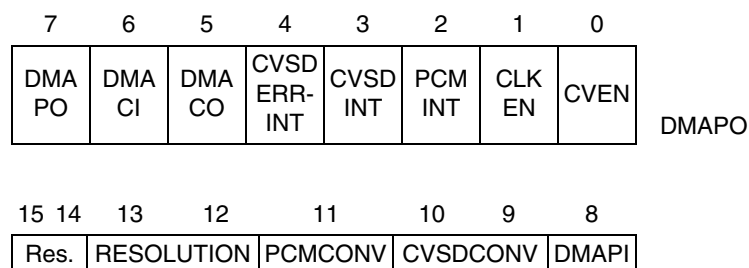 7 6 5 4 3 2 1 0
DMA PO DMA CI DMA CO CVSD ERR- INT CVSD INT PCM INT CLK EN CVEN
DMAPO
15 14 13 12 11 10 9 8
Res. RESOLUTION PCMCONV CVSDCONV DMAPI